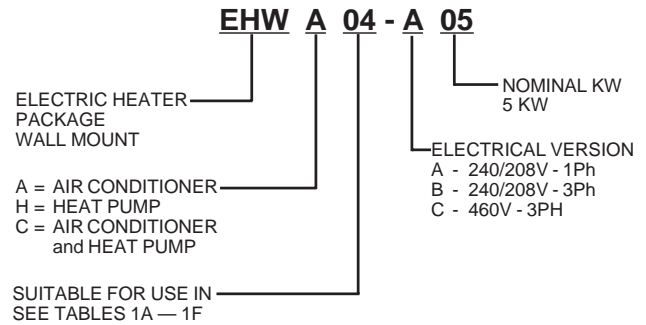 EHW A 04 - A 05
NOMINAL KW
5 KW
ELECTRIC HEATER
PACKAGE
WALL MOUNT
ELECTRICAL VERSION
A - 240/208V - 1Ph
B - 240/208V - 3Ph
C - 460V - 3PH
A = AIR CONDITIONER
H = HEAT PUMP
C = AIR CONDITIONER
and HEAT PUMP
SUITABLE FOR USE IN
SEE TABLES 1A — 1F